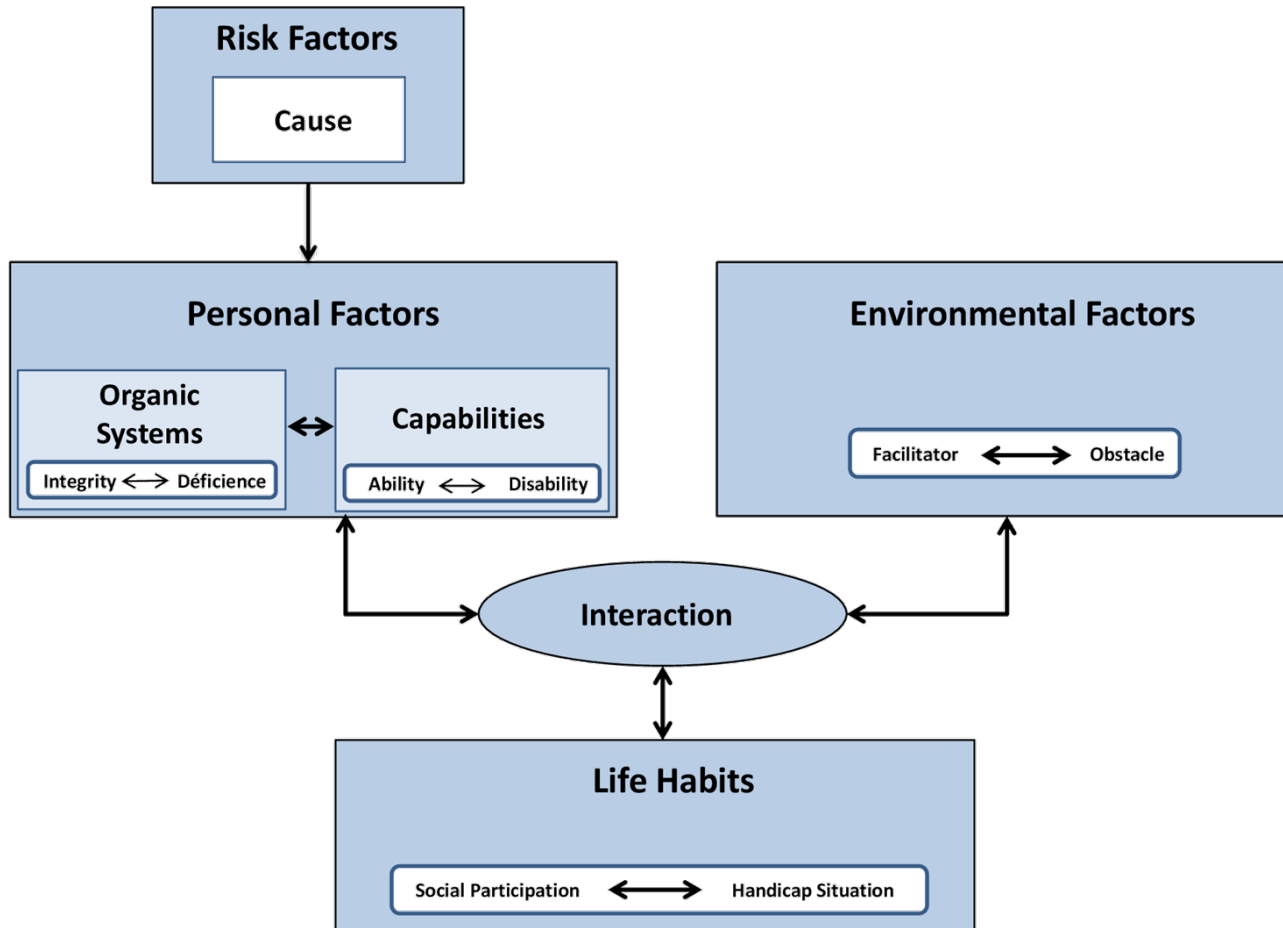 Risk Factors
Cause
Personal Factors
Organic
Systems
Integrity Déficience
Capabilities
Ability Disability
Environmental Factors
Facilitator Obstacle
Interaction
Life Habits
Social Participation Handicap Situation